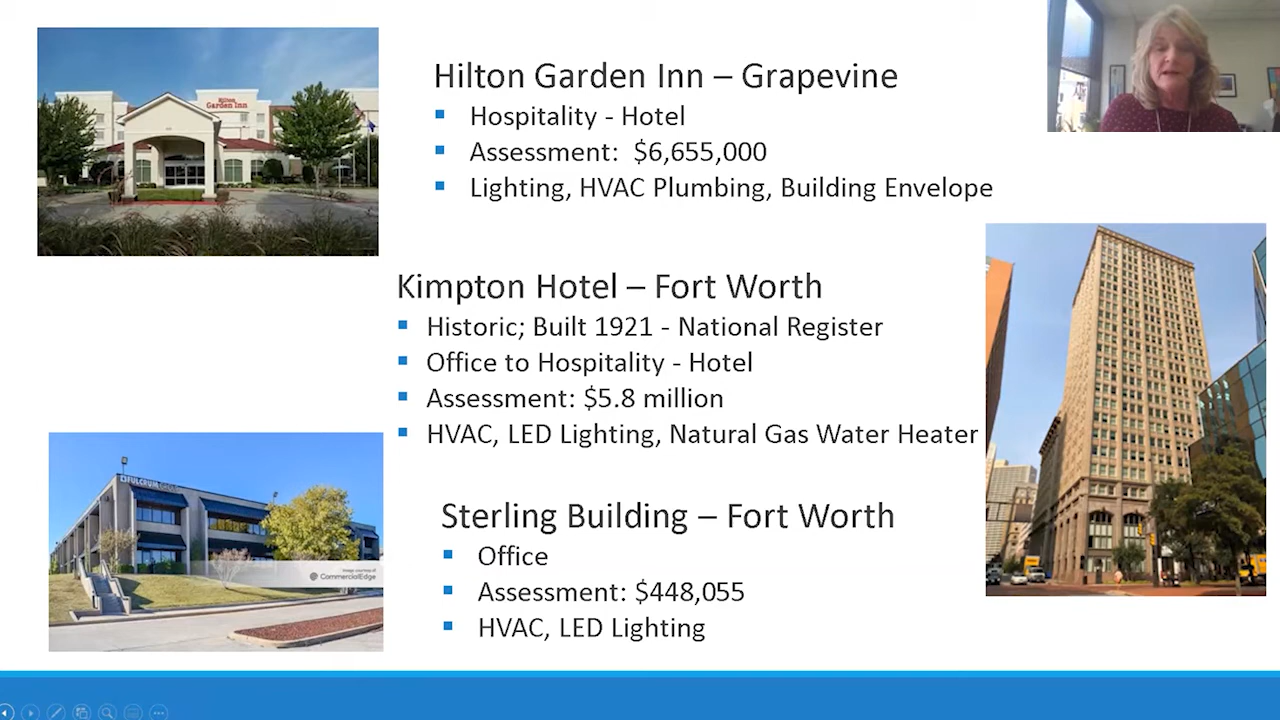 Hilton Garden Inn – Grapevine
Hospitality - Hotel
Assessment:  $6,655,000
Lighting, HVAC Plumbing, Building Envelope
Hilton
Garden Inn
Kimpton Hotel – Fort Worth
Historic; Built 1921 - National Register
Office to Hospitality - Hotel
Assessment: $5.8 million
HVAC, LED Lighting, Natural Gas Water Heater
Sterling Building – Fort Worth
Office
Assessment: $448,055
HVAC, LED Lighting
FULCRUM
Image courtesy of
CommercialEdge